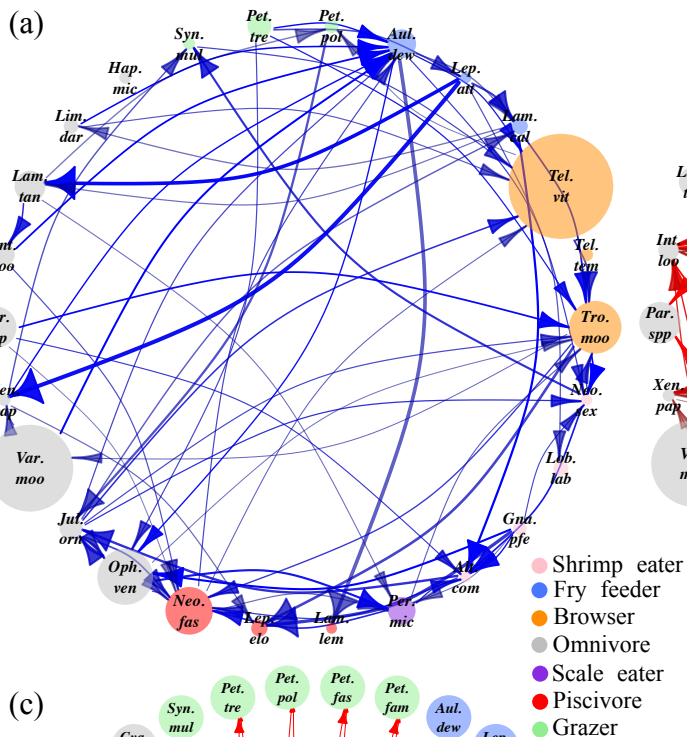 (a)
Pet.
tre
Pet.
pol
Aul.
dew
Syn.
mul
Lep.
att
Hap.
mic
Lim.
dar
Lam.
cal
Lam.
tan
Tel.
vit
Tel.
tem
Tro.
moo
Neo.
sex
Var.
moo
Lob.
lab
Jul.
orn
Gna.
pfe
Oph.
ven
Alt.
com
Neo.
fas
Lep.
elo
Lam.
lem
Per.
mic
Int.
loo
Par.
spp
Xen.
pap
Shrimp eater
Fry feeder
Browser
Omnivore
Scale eater
Piscivore
Grazer
(c)
Syn.
mul
Pet.
tre
Pet.
pol
Pet.
fas
Pet.
fam
Aul.
dew